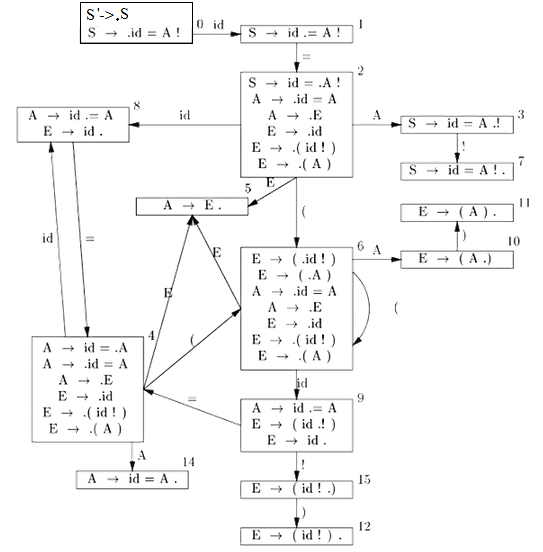 S'->.S
S → .id = A !
0
id
S → id .= A !
1
=
S → id = .A !
A → .id = A
A → .E
E → .id
E → .( id ! )
E → .( A )
2
A
S → id = A .!
3
!
S → id = A ! .
7
id
A → id .= A
E → id .
8
E
A → E .
5
(
E → ( .id ! )
E → ( .A )
A → .id = A
A → .E
E → .id
E → .( id ! )
E → .( A )
6
A
E → ( A .)
10
)
E → ( A ) .
11
(
id
=
E
E
(
A → id = .A
A → .id = A
A → .E
E → .id
E → .( id ! )
E → .( A )
4
A
A → id = A .
14
id
A → id .= A
E → ( id .! )
E → id .
9
=
!
E → ( id ! .)
15
)
E → ( id ! ) .
12